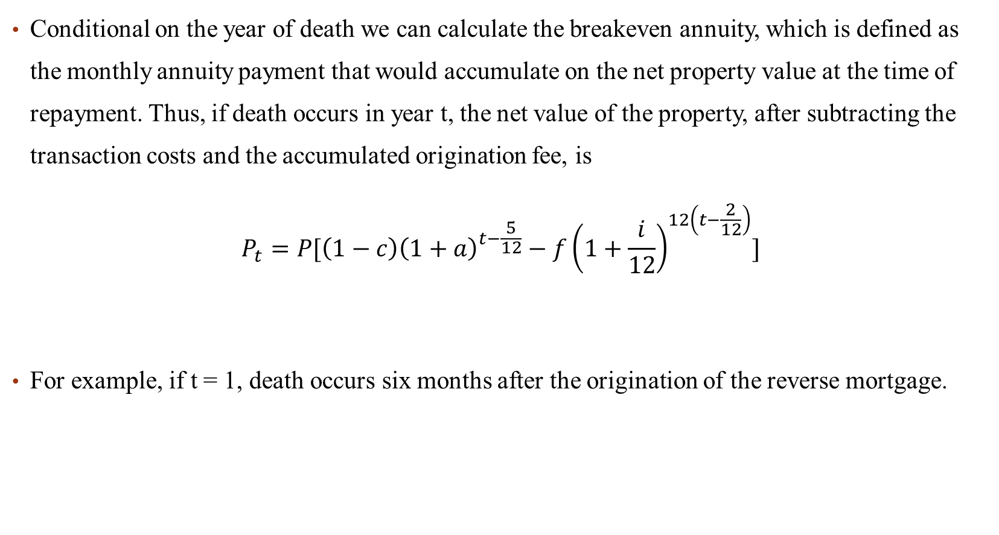 • Conditional on the year of death we can calculate the breakeven annuity, which is defined as
the monthly annuity payment that would accumulate on the net property value at the time of
repayment. Thus, if death occurs in year t, the net value of the property, after subtracting the
transaction costs and the accumulated origination fee, is
P_t = P[(1 − c)(1 + a)^{t−\frac{5}{12}} − f(1 + \frac{i}{12})^{12(t−\frac{2}{12})}]
• For example, if t = 1, death occurs six months after the origination of the reverse mortgage.